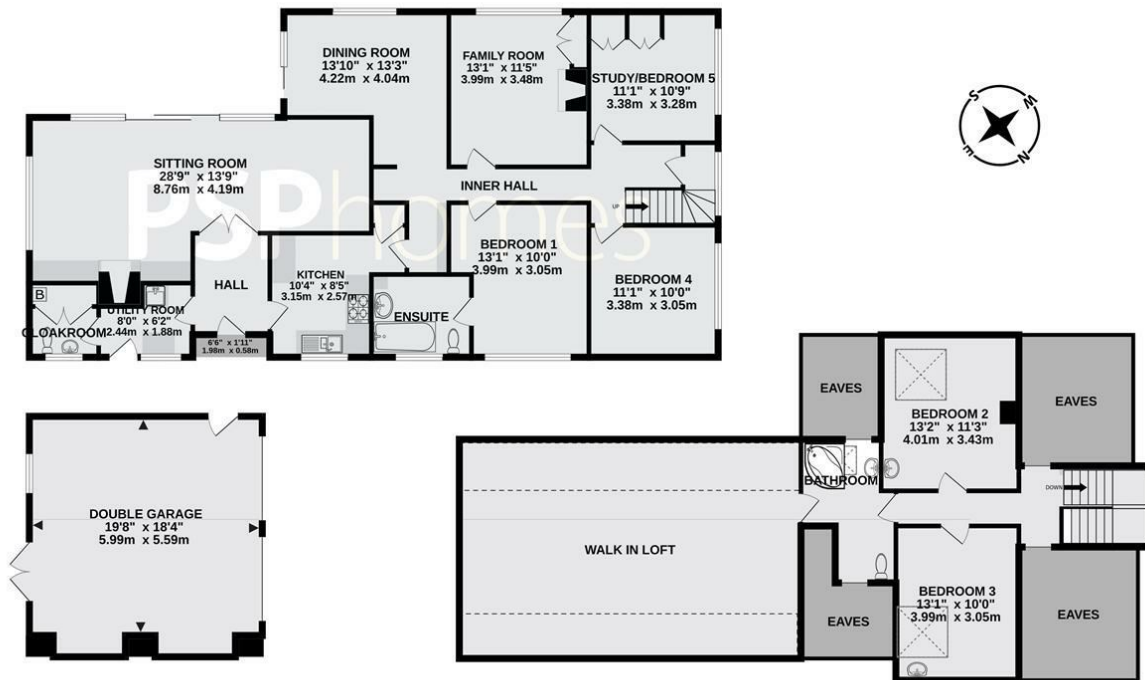 DINING ROOM
13'10" x 13'3"
4.22m x 4.04m
FAMILY ROOM
13'1" x 11'5"
3.99m x 3.48m
STUDY/BEDROOM 5
11'1" x 10'9"
3.38m x 3.28m
S
W
E
N
SITTING ROOM
28'9" x 13'9"
8.76m x 4.19m
PSPhomes
INNER HALL
UP
BEDROOM 1
13'1" x 10'0"
3.99m x 3.05m
BEDROOM 4
11'1" x 10'0"
3.38m x 3.05m
KITCHEN
10'4" x 8'5"
3.15m x 2.57m
HALL
ENSUITE
B
CLOAKROOM
UTILITY ROOM
8'0" x 6'2"
2.44m x 1.88m
6'6" x 1'11"
1.98m x 0.58m
DOUBLE GARAGE
19'8" x 18'4"
5.99m x 5.59m
EAVES
BEDROOM 2
13'2" x 11'3"
4.01m x 3.43m
EAVES
BATHROOM
DOWN
WALK IN LOFT
BEDROOM 3
13'1" x 10'0"
3.99m x 3.05m
EAVES
EAVES